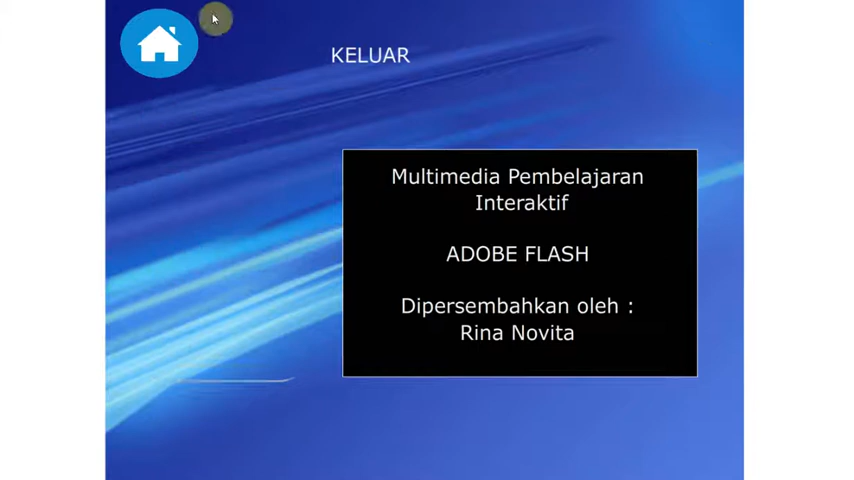 KELUAR
Multimedia Pembelajaran
Interaktif
ADOBE FLASH
Dipersembahkan oleh :
Rina Novita